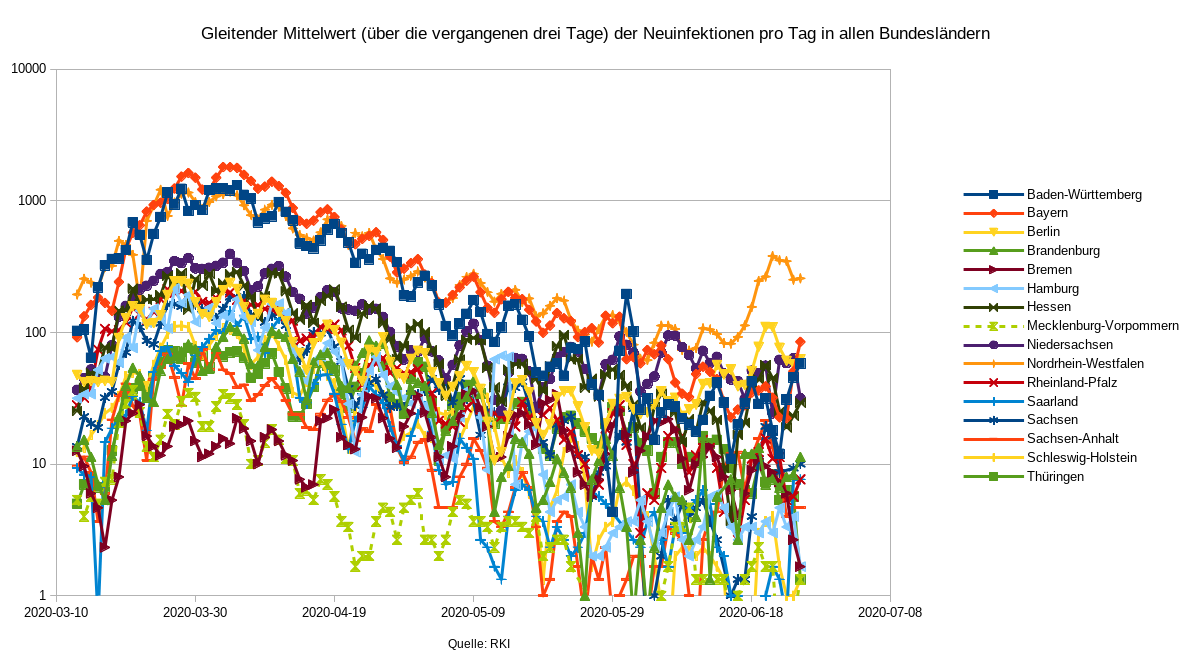 Gleitender Mittelwert (über die vergangenen drei Tage) der Neuinfektionen pro Tag in allen Bundesländern
10000
1000
100
10
1
2020-03-10 2020-03-30 2020-04-19 2020-05-09 2020-05-29 2020-06-18 2020-07-08
Quelle: RKI
Baden-Württemberg
Bayern
Berlin
Brandenburg
Bremen
Hamburg
Hessen
Mecklenburg-Vorpommern
Niedersachsen
Nordrhein-Westfalen
Rheinland-Pfalz
Saarland
Sachsen
Sachsen-Anhalt
Schleswig-Holstein
Thüringen